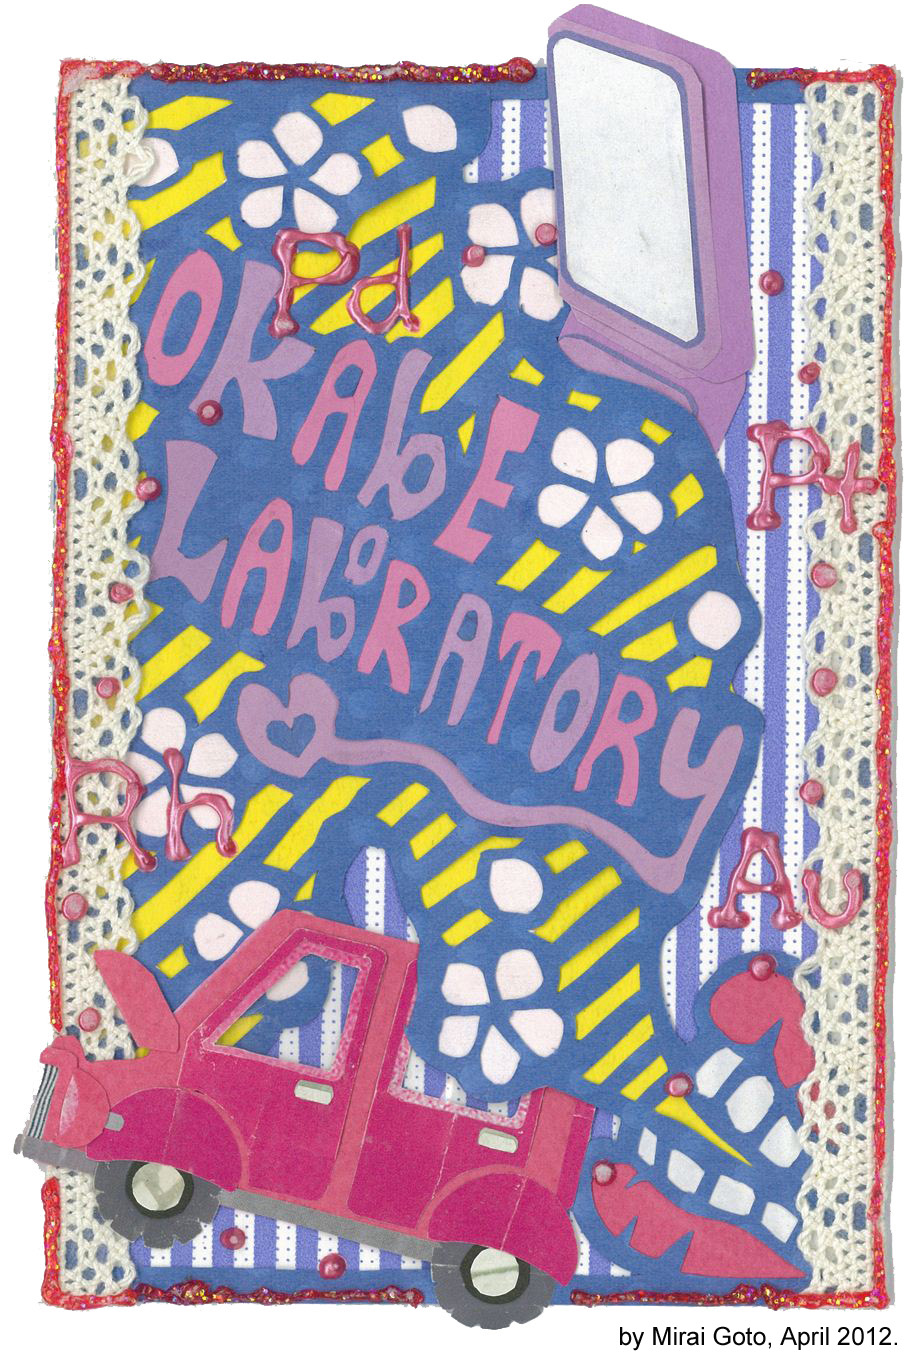 Pd
OKAbE
LAbORATORY
Pt
Rh
Au
by Mirai Goto, April 2012.